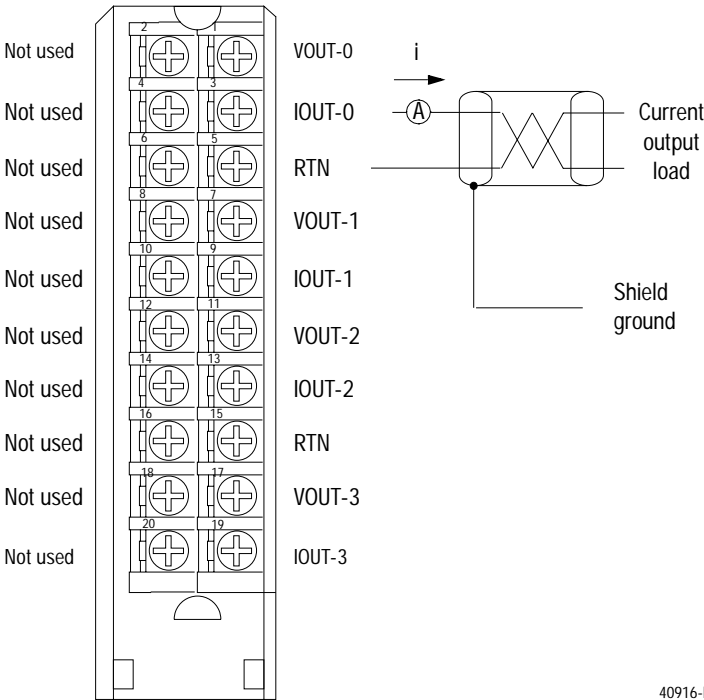 2 1
Not used VOUT-0 i
4 3
Not used IOUT-0 A Current
output
load
6 5
Not used RTN
8 7
Not used VOUT-1
10 9
Not used IOUT-1
Shield
ground
12 11
Not used VOUT-2
14 13
Not used IOUT-2
16 15
Not used RTN
18 17
Not used VOUT-3
20 19
Not used IOUT-3